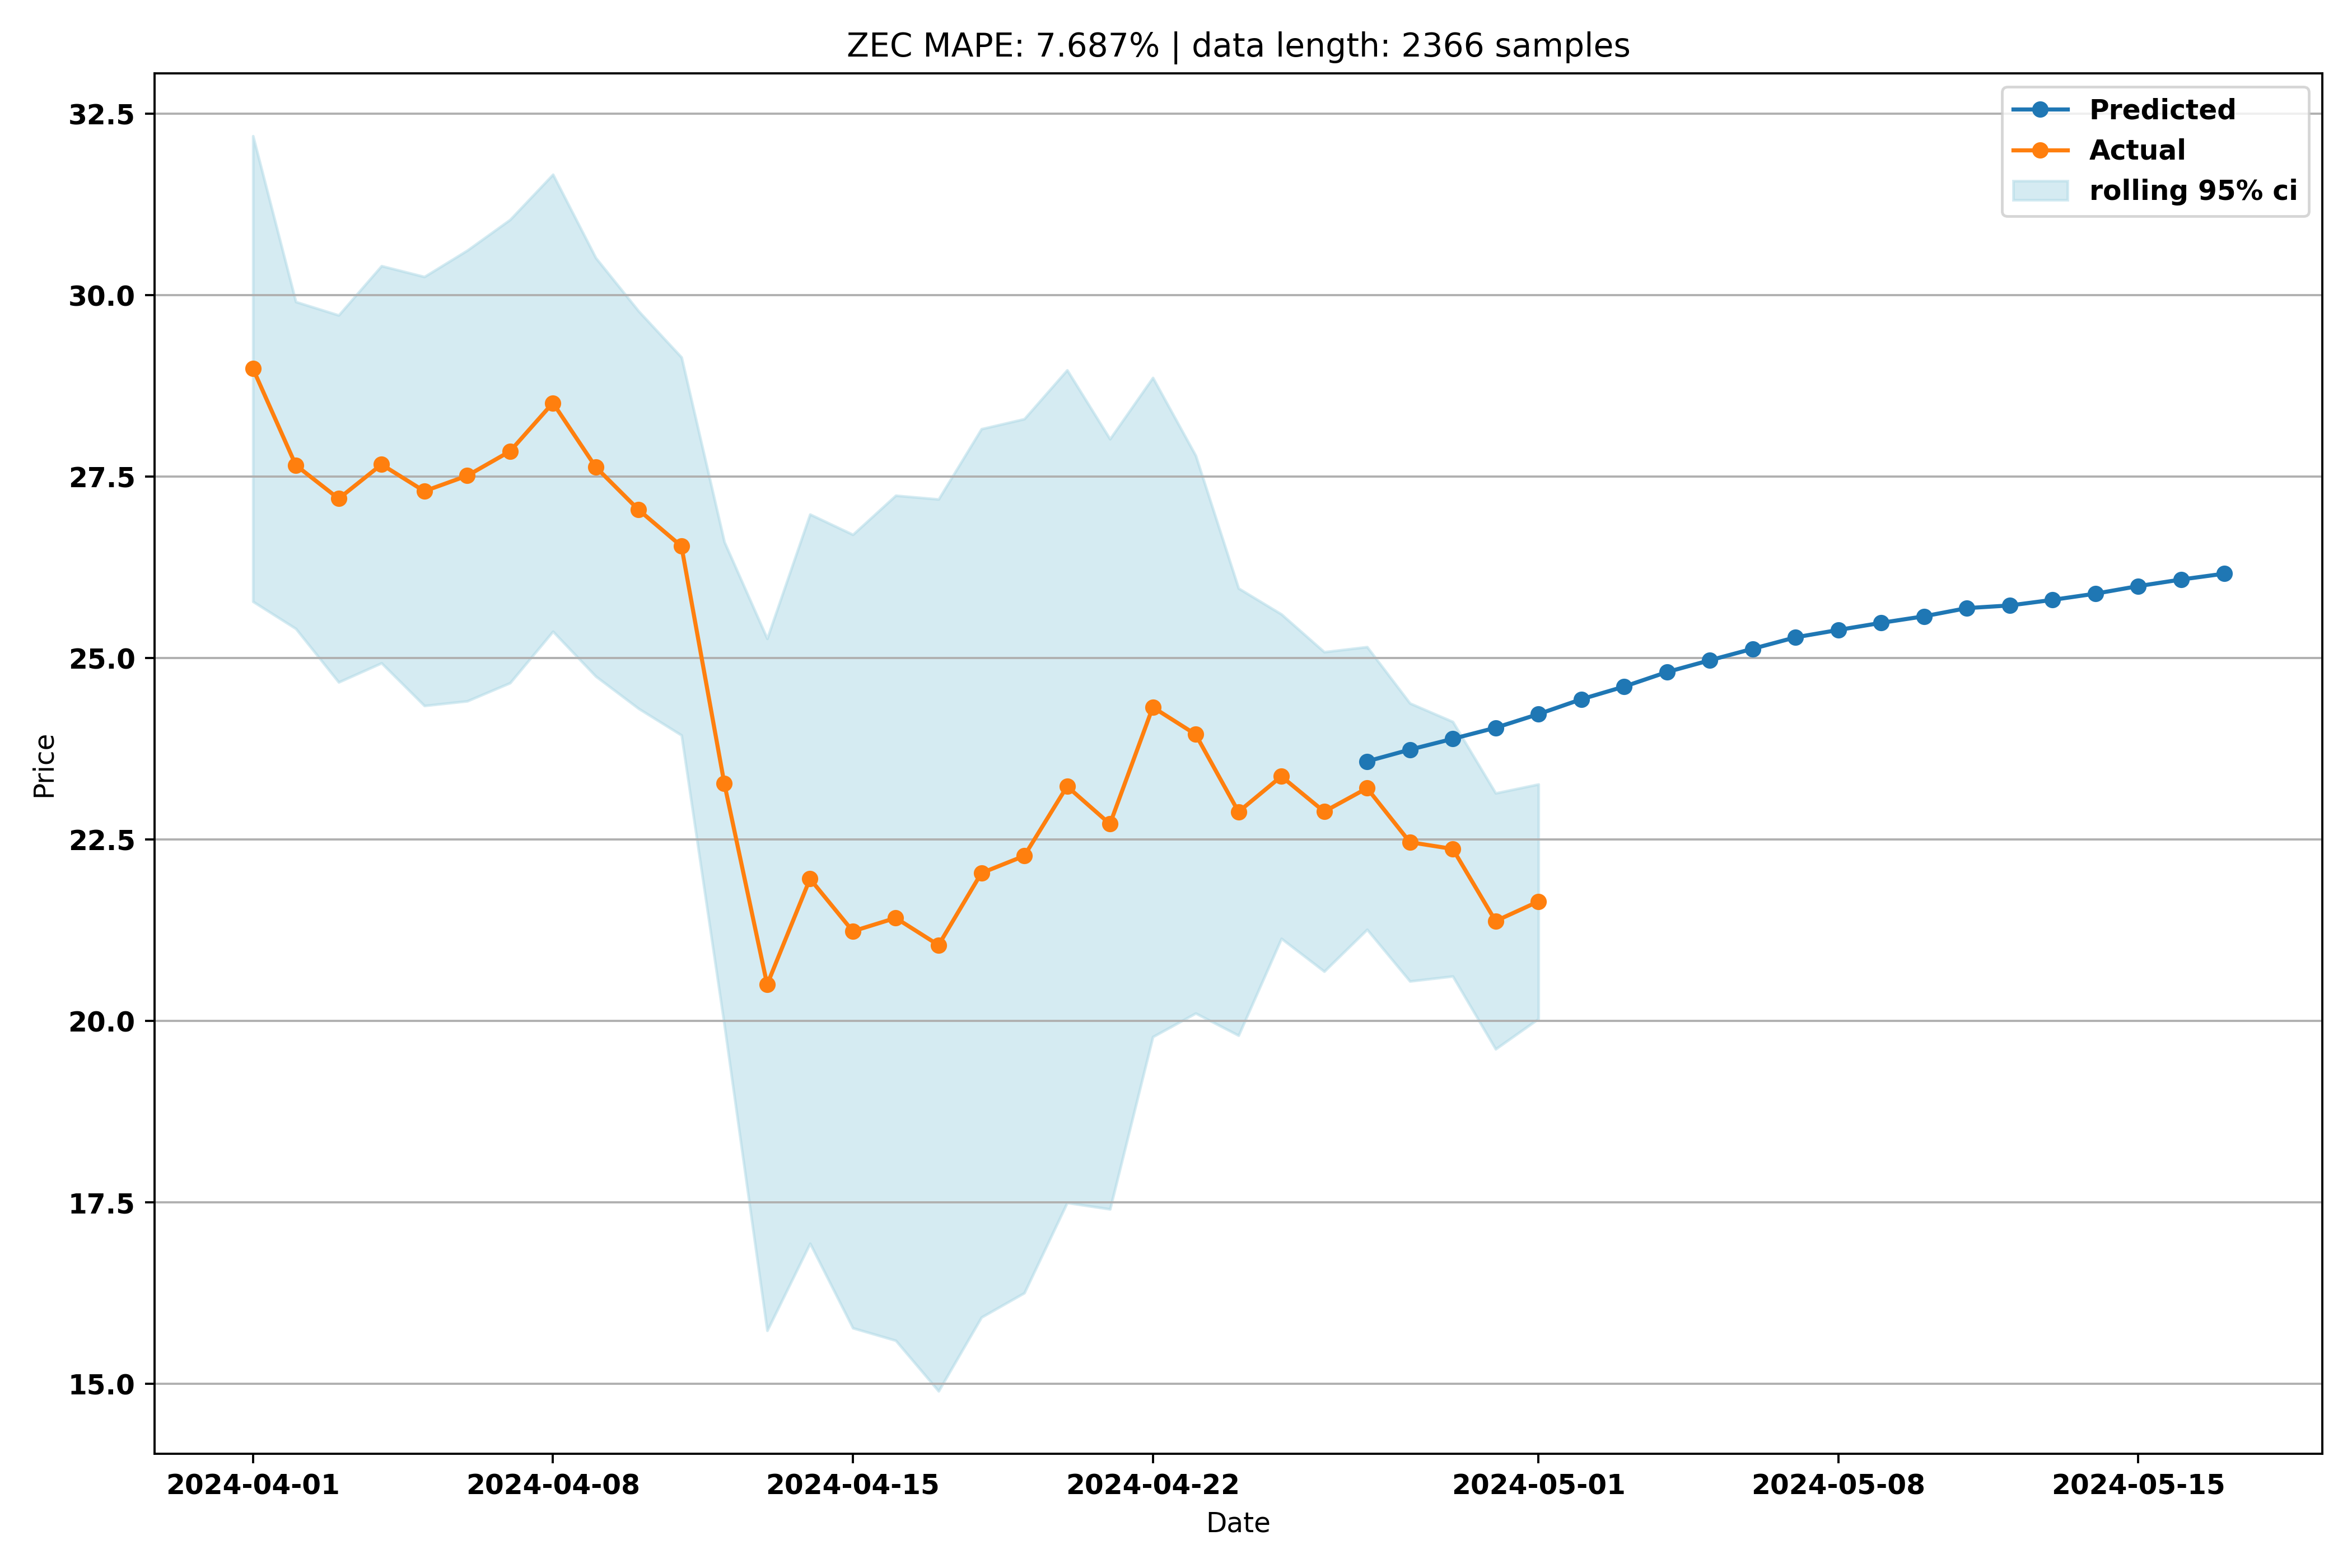 ZEC MAPE: 7.687% | data length: 2366 samples
Predicted
Actual
rolling 95% ci
32.5
30.0
27.5
25.0
22.5
20.0
17.5
15.0
Price
2024-04-01
2024-04-08
2024-04-15
2024-04-22
2024-05-01
2024-05-08
2024-05-15
Date